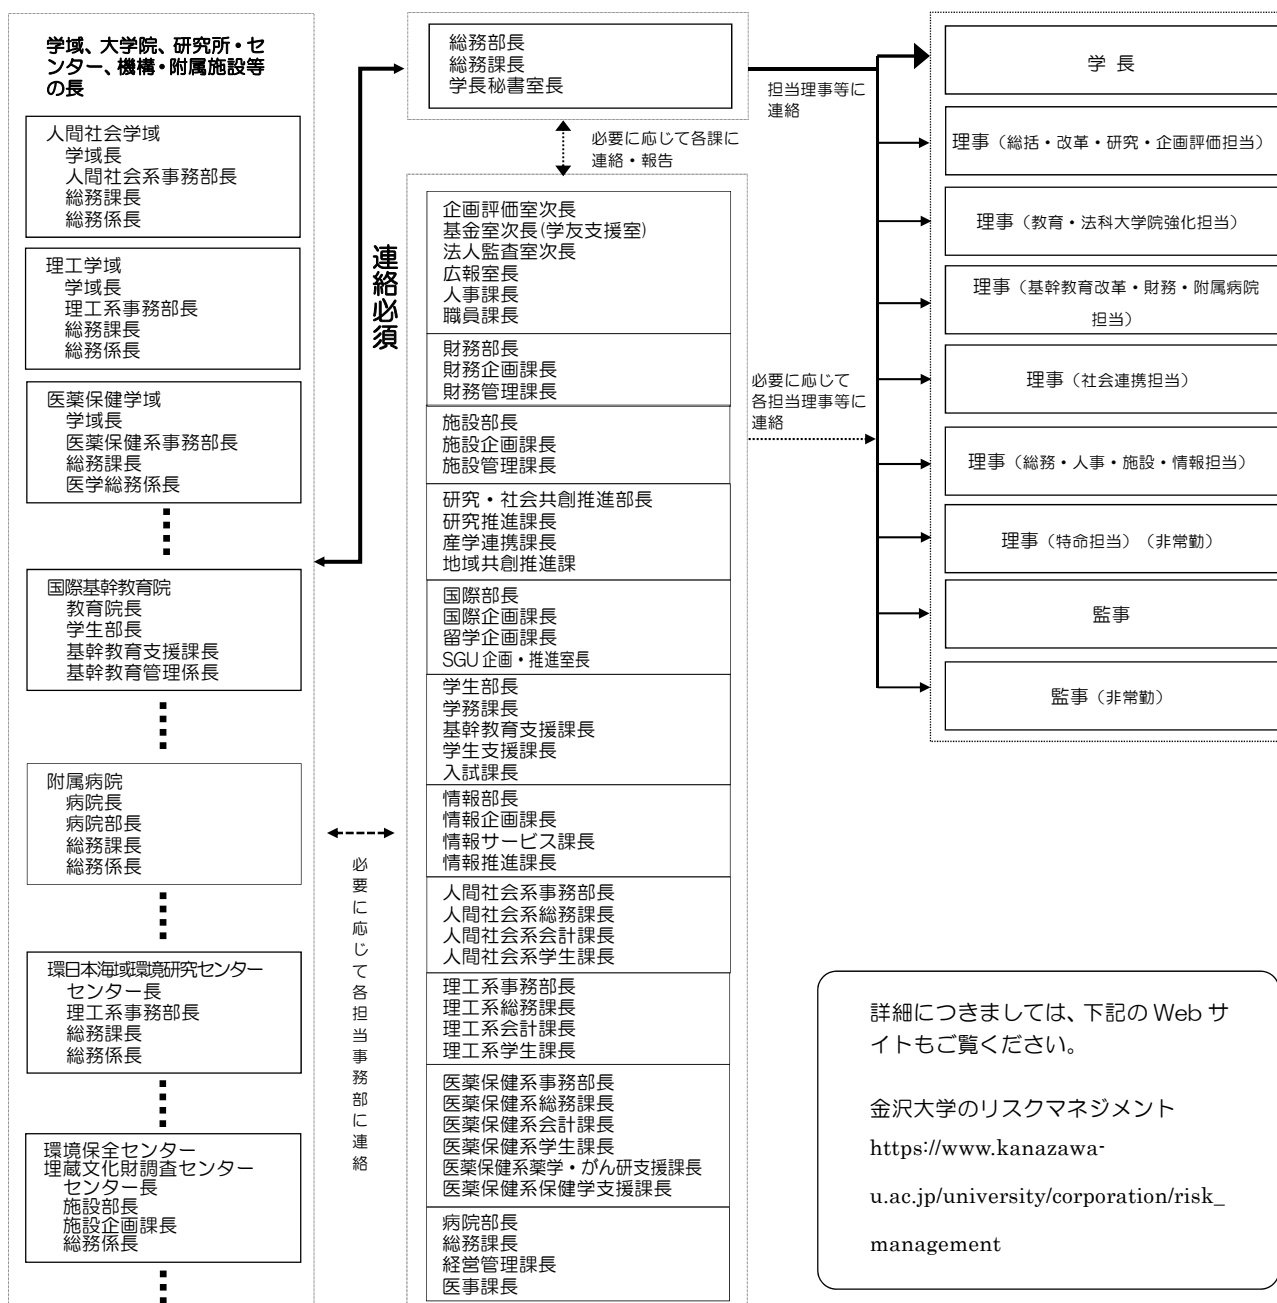 学域、大学院、研究所・セ
ンター、機構・附属施設等
の長
人間社会学域
学域長
人間社会系事務部長
総務課長
総務係長
理工学域
学域長
理工系事務部長
総務課長
総務係長
医薬保健学域
学域長
医薬保健系事務部長
総務課長
医学総務係長
国際基幹教育院
教育院長
学生部長
基幹教育支援課長
基幹教育管理係長
附属病院
病院長
病院部長
総務課長
総務係長
環日本海域環境研究センター
センター長
理工系事務部長
総務課長
総務係長
環境保全センター
埋蔵文化財調査センター
センター長
施設部長
施設企画課長
総務係長
連絡必須
必要に応じて各担当事務部に連絡
総務部長
総務課長
学長秘書室長
必要に応じて各課に
連絡・報告
企画評価室次長
基金室次長(学友支援室)
法人監査室次長
広報室長
人事課長
職員課長
財務部長
財務企画課長
財務管理課長
施設部長
施設企画課長
施設管理課長
研究・社会共創推進部長
研究推進課長
産学連携課長
地域共創推進課
国際部長
国際企画課長
留学企画課長
SGU 企画・推進室長
学生部長
学務課長
基幹教育支援課長
学生支援課長
入試課長
情報部長
情報企画課長
情報サービス課長
情報推進課長
人間社会系事務部長
人間社会系総務課長
人間社会系会計課長
人間社会系学生課長
理工系事務部長
理工系総務課長
理工系会計課長
理工系学生課長
医薬保健系事務部長
医薬保健系総務課長
医薬保健系会計課長
医薬保健系学生課長
医薬保健系薬学・がん研支援課長
医薬保健系保健学支援課長
病院部長
総務課長
経営管理課長
医事課長
担当理事等に
連絡
必要に応じて
各担当理事等に
連絡
学 長
理事（総括・改革・研究・企画評価担当）
理事（教育・法科大学院強化担当）
理事（基幹教育改革・財務・附属病院
担当）
理事（社会連携担当）
理事（総務・人事・施設・情報担当）
理事（特命担当）（非常勤）
監事
監事（非常勤）
詳細につきましては、下記の Web サ
イトもご覧ください。
金沢大学のリスクマネジメント
https://www.kanazawa-
u.ac.jp/university/corporation/risk_
management